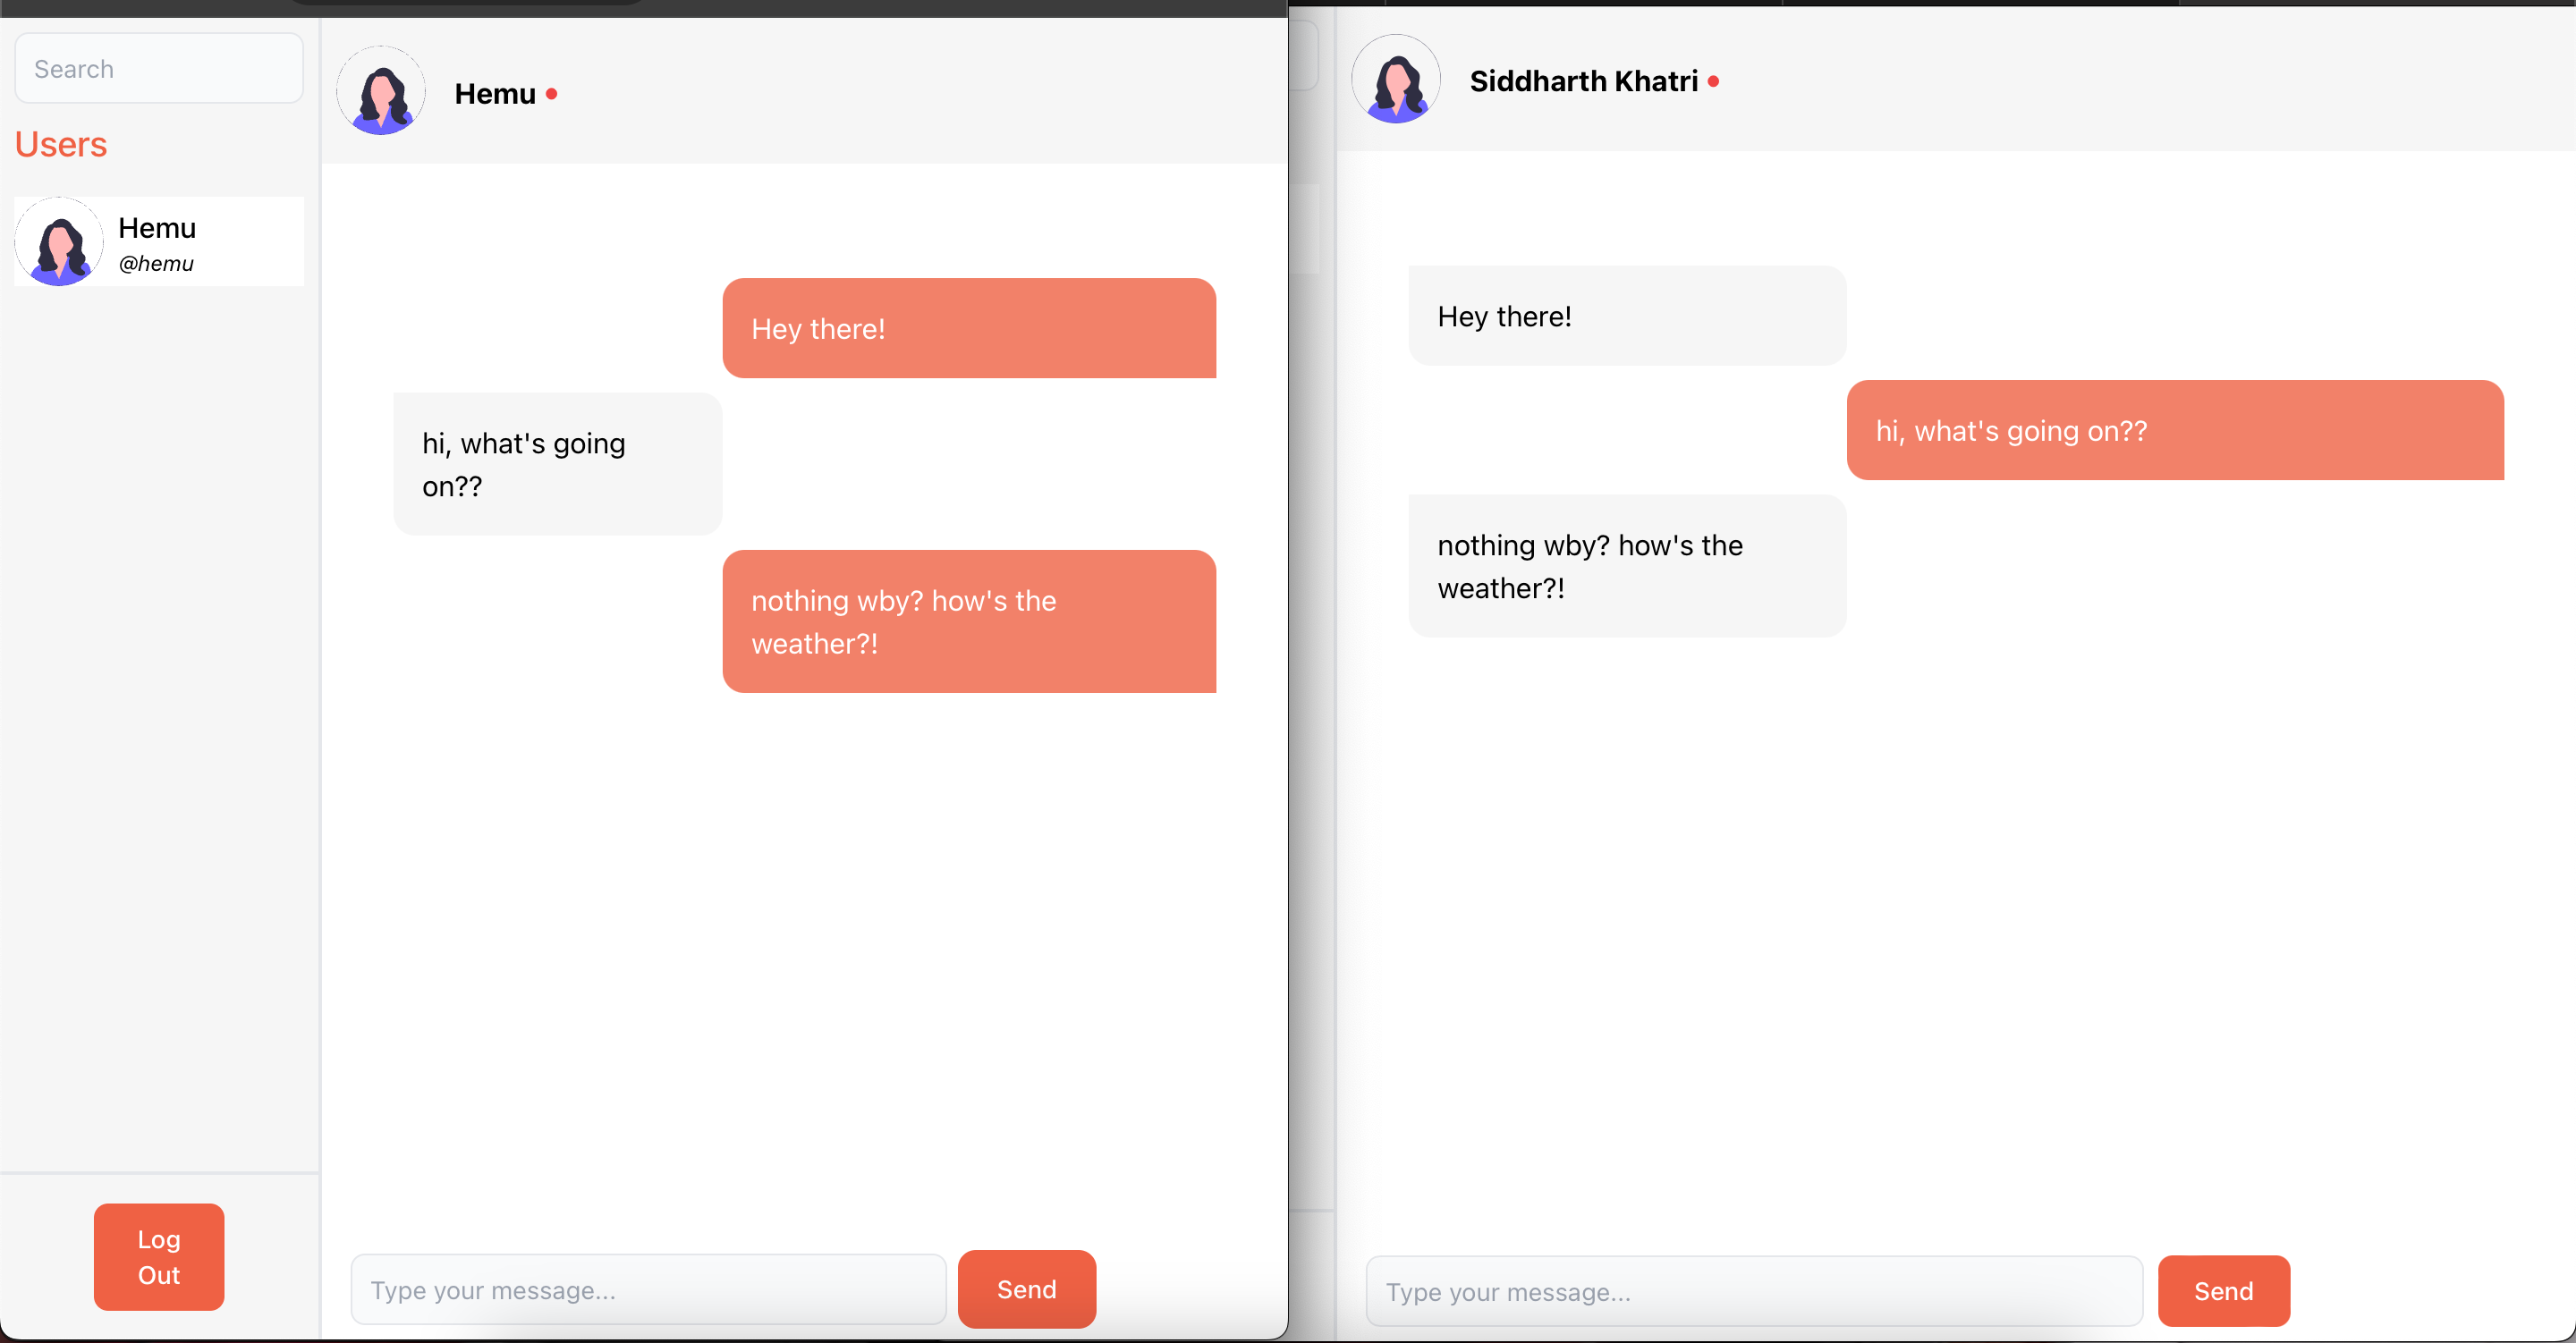 Search
Users
Hemu
@hemu
Log
Out
Hemu
Hey there!
hi, what's going
on??
nothing wby? how's the
weather?!
Type your message...
Send
Siddharth Khatri
Hey there!
hi, what's going on??
nothing wby? how's the
weather?!
Type your message...
Send